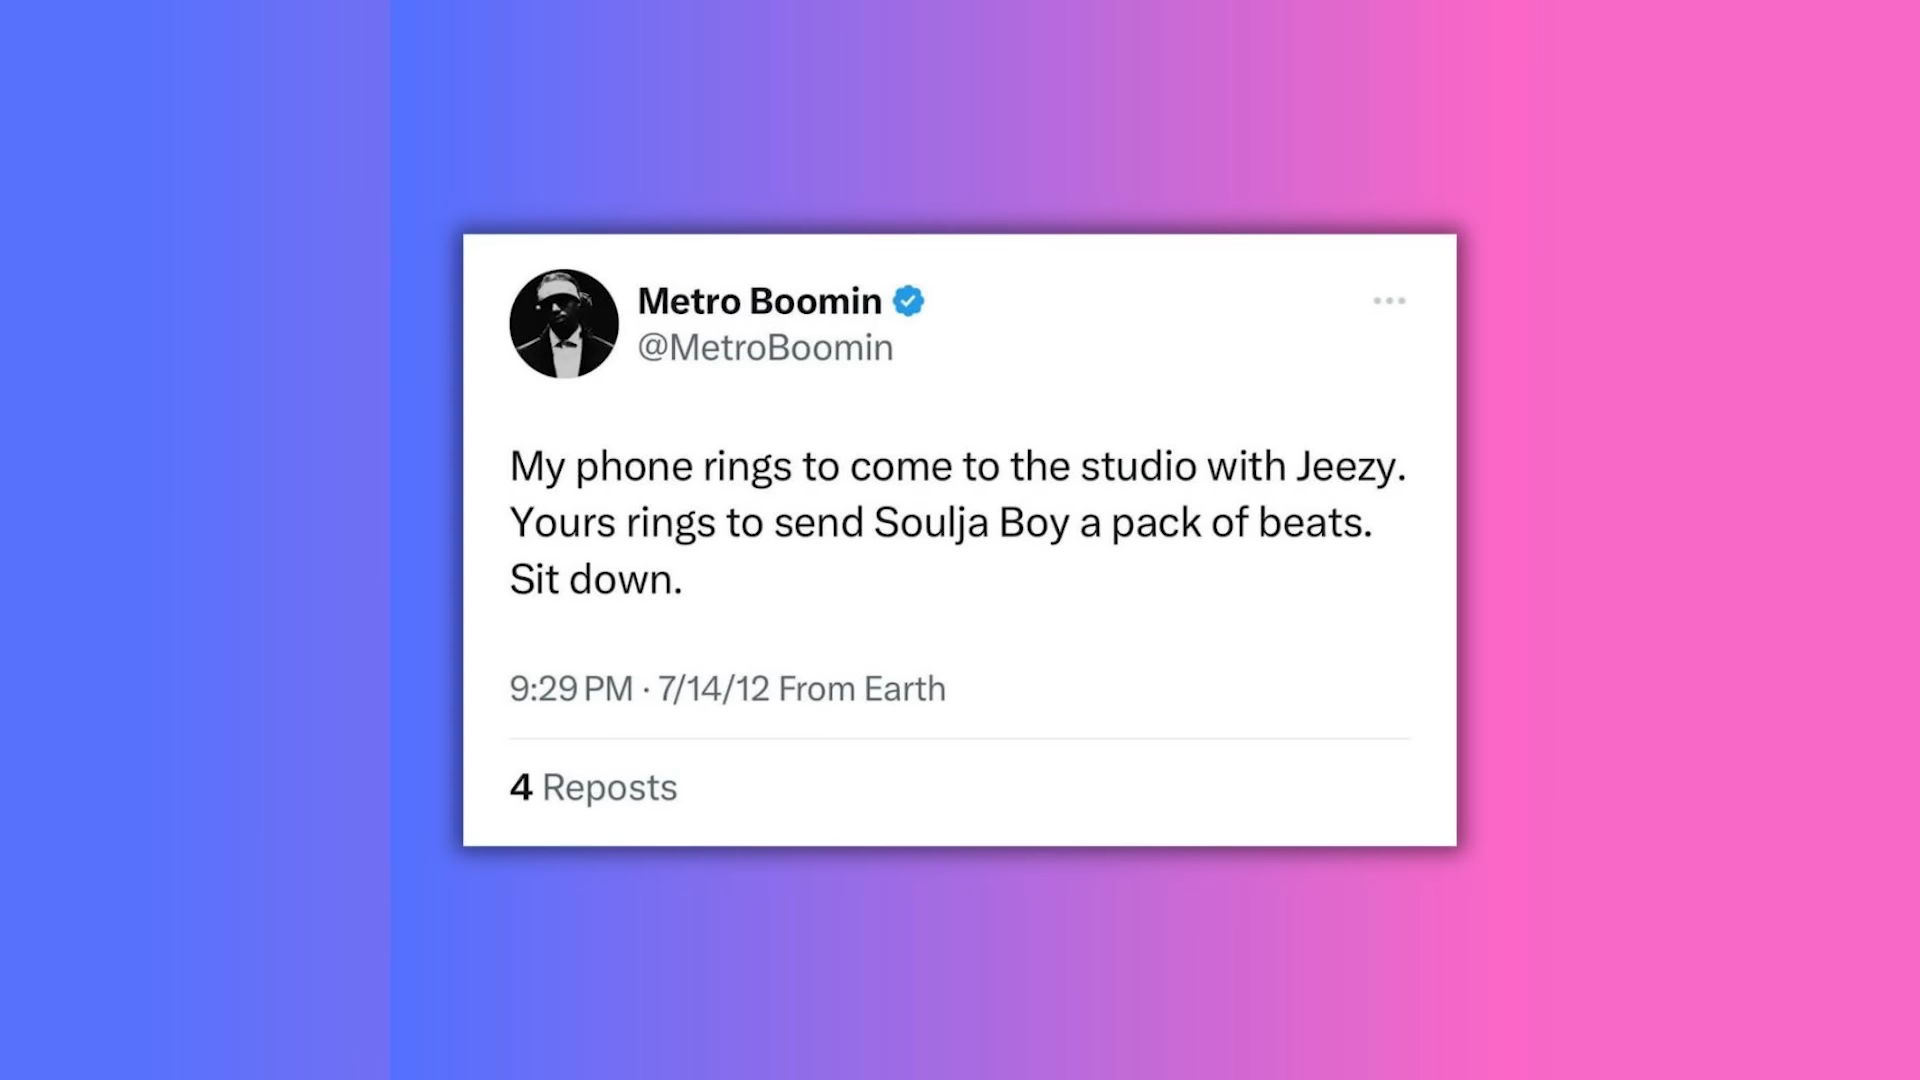 Metro Boomin
@MetroBoomin
My phone rings to come to the studio with Jeezy.
Yours rings to send Soulja Boy a pack of beats.
Sit down.
9:29 PM · 7/14/12 From Earth
4 Reposts